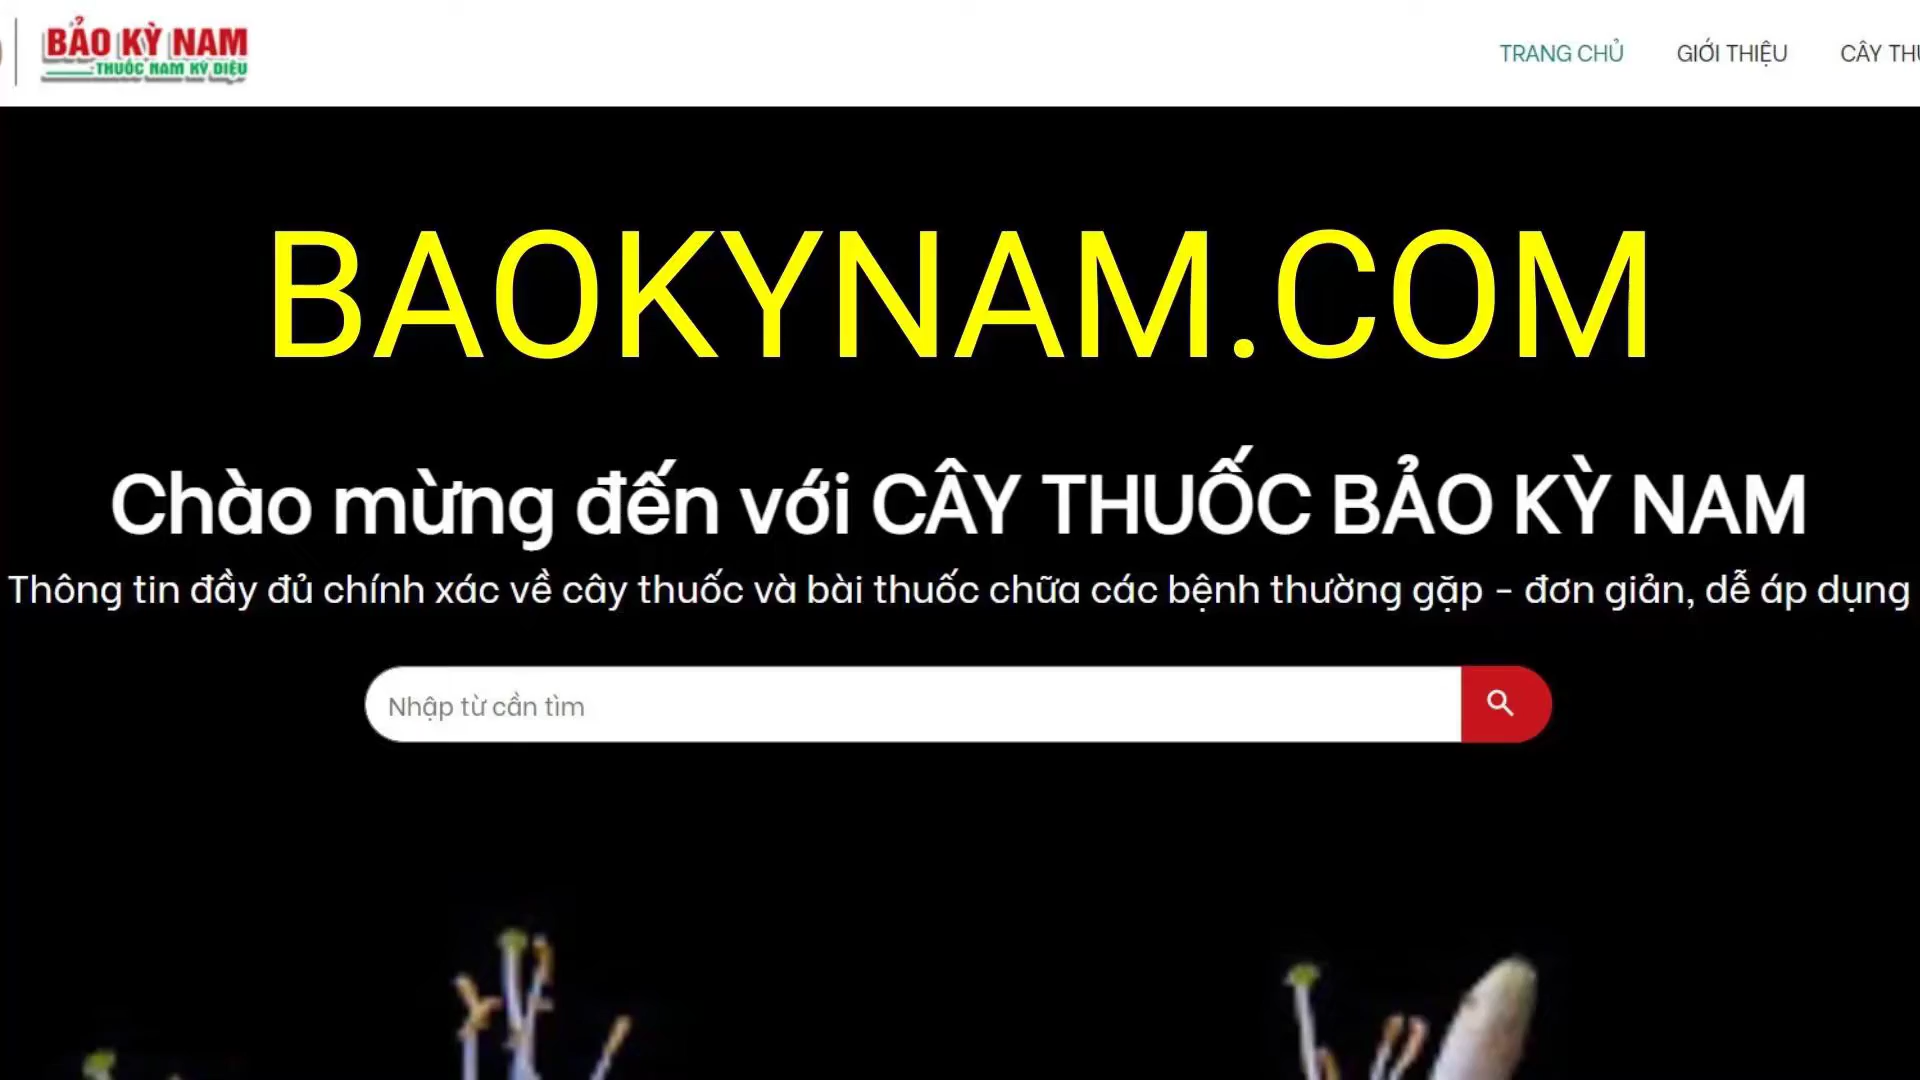 BẢO KỲ NAM
THUỐC NAM KỲ DIỆU
TRANG CHỦ
GIỚI THIỆU
CÂY THU
BAOKYNAM.COM
Chào mừng đến với CÂY THUỐC BẢO KỲ NAM
Thông tin đầy đủ chính xác về cây thuốc và bài thuốc chữa các bệnh thường gặp - đơn giản, dễ áp dụng
Nhập từ cần tìm